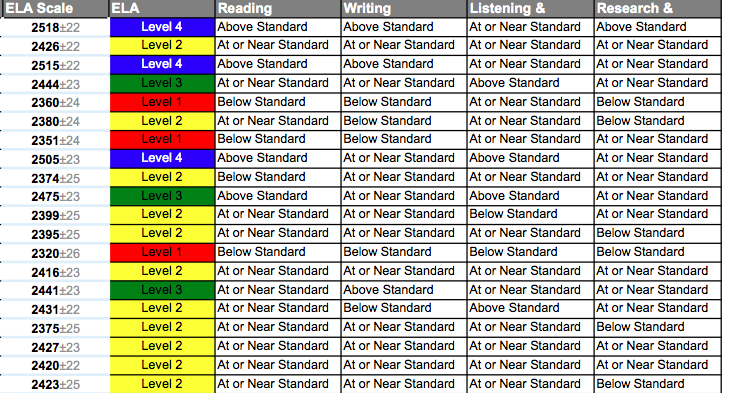 ELA Scale ELA Reading Writing Listening & Research &
2518±22 Level 4 Above Standard Above Standard At or Near Standard Above Standard
2426±22 Level 2 At or Near Standard At or Near Standard At or Near Standard At or Near Standard
2515±22 Level 4 Above Standard Above Standard At or Near Standard At or Near Standard
2444±23 Level 3 At or Near Standard At or Near Standard Above Standard At or Near Standard
2360±24 Level 1 Below Standard Below Standard At or Near Standard Below Standard
2380±24 Level 2 At or Near Standard Below Standard At or Near Standard Below Standard
2351±24 Level 1 Below Standard Below Standard At or Near Standard At or Near Standard
2505±23 Level 4 Above Standard At or Near Standard Above Standard At or Near Standard
2374±25 Level 2 Below Standard At or Near Standard At or Near Standard At or Near Standard
2475±23 Level 3 Above Standard At or Near Standard Above Standard At or Near Standard
2399±25 Level 2 At or Near Standard At or Near Standard Below Standard At or Near Standard
2395±25 Level 2 At or Near Standard At or Near Standard At or Near Standard Below Standard
2320±26 Level 1 Below Standard Below Standard Below Standard Below Standard
2416±23 Level 2 At or Near Standard At or Near Standard At or Near Standard At or Near Standard
2441±23 Level 3 At or Near Standard Above Standard At or Near Standard At or Near Standard
2431±22 Level 2 At or Near Standard Below Standard Above Standard At or Near Standard
2375±25 Level 2 At or Near Standard At or Near Standard At or Near Standard Below Standard
2427±23 Level 2 At or Near Standard At or Near Standard At or Near Standard At or Near Standard
2420±22 Level 2 At or Near Standard At or Near Standard At or Near Standard At or Near Standard
2423±25 Level 2 At or Near Standard At or Near Standard At or Near Standard Below Standard